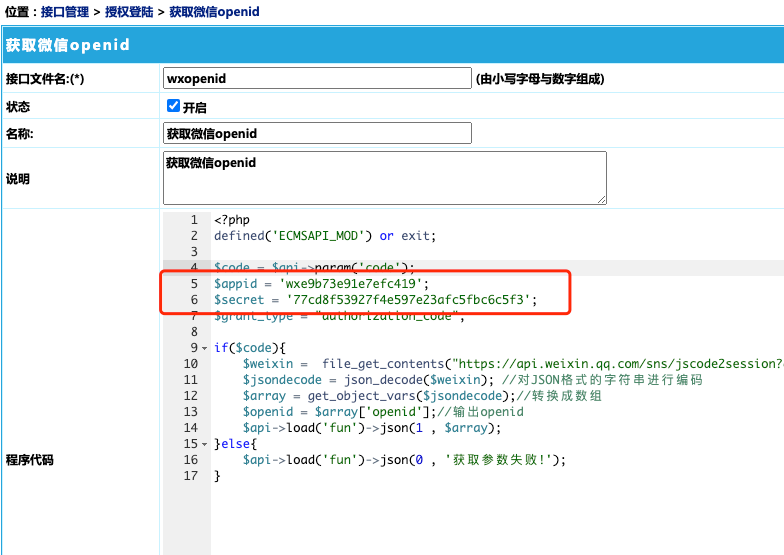 位置：接口管理 > 授权登陆 > 获取微信openid
获取微信openid
接口文件名:(*) wxopenid (由小写字母与数字组成)
状态 开启
名称: 获取微信openid
说明 获取微信openid
程序代码
1 <?php
2 defined('ECMSAPI_MOD') or exit;
3
4 $code = $api->param('code');
5 $appid = 'wxe9b73e91e7efc419';
6 $secret = '77cd8f53927f4e597e23afc5fbc6c5f3';
7 $grant_type = "authorization_code";
8
9 if($code){
10 $weixin =  file_get_contents("https://api.weixin.qq.com/sns/jscode2session?
11 $jsondecode = json_decode($weixin); //对JSON格式的字符串进行编码
12 $array = get_object_vars($jsondecode);//转换成数组
13 $openid = $array['openid'];//输出openid
14 $api->load('fun')->json(1 , $array);
15 }else{
16 $api->load('fun')->json(0 , '获取参数失败!');
17 }